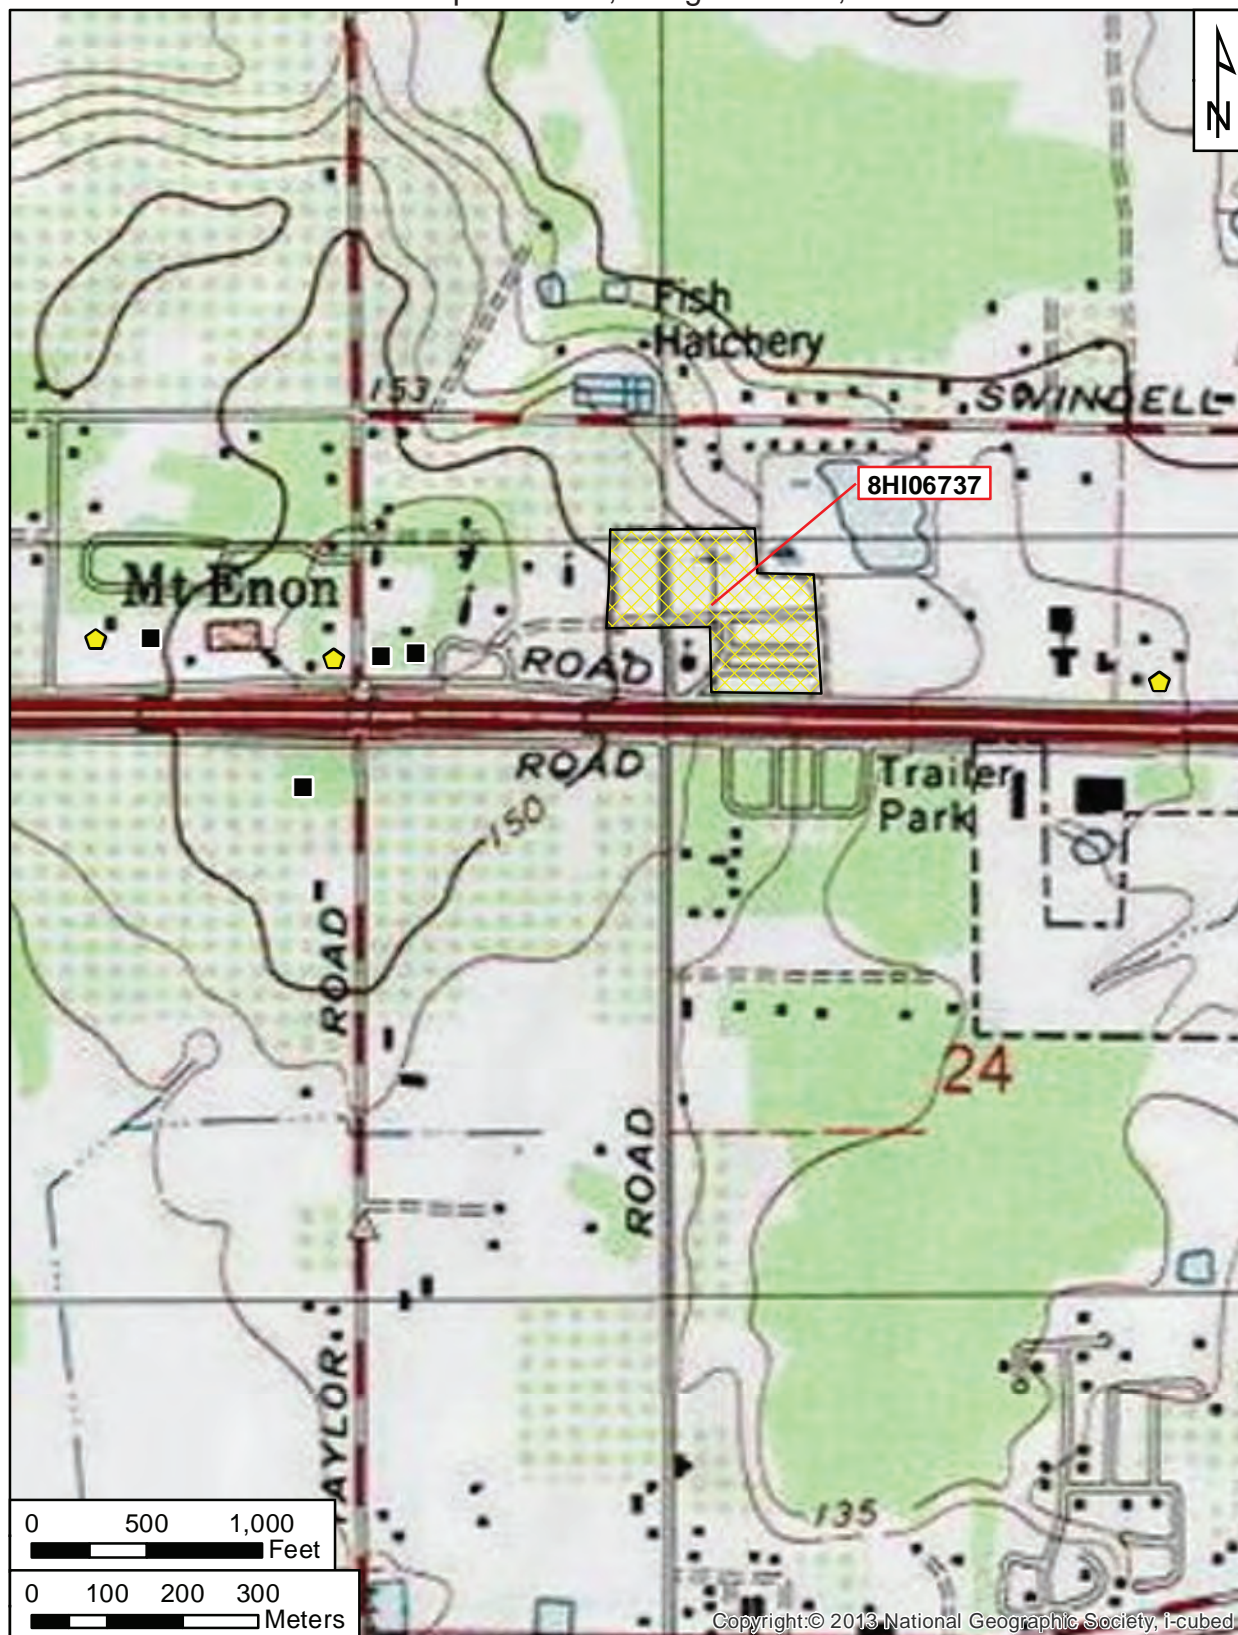 N
Fish
Hatchery
153
SWINDELL
8HI06737
Mt Enon
ROAD
ROAD
Trailer
Park
150
ROAD
24
ROAD
TAYLOR
135
0 500 1,000
Feet
0 100 200 300
Meters
Copyright:© 2013 National Geographic Society, i-cubed